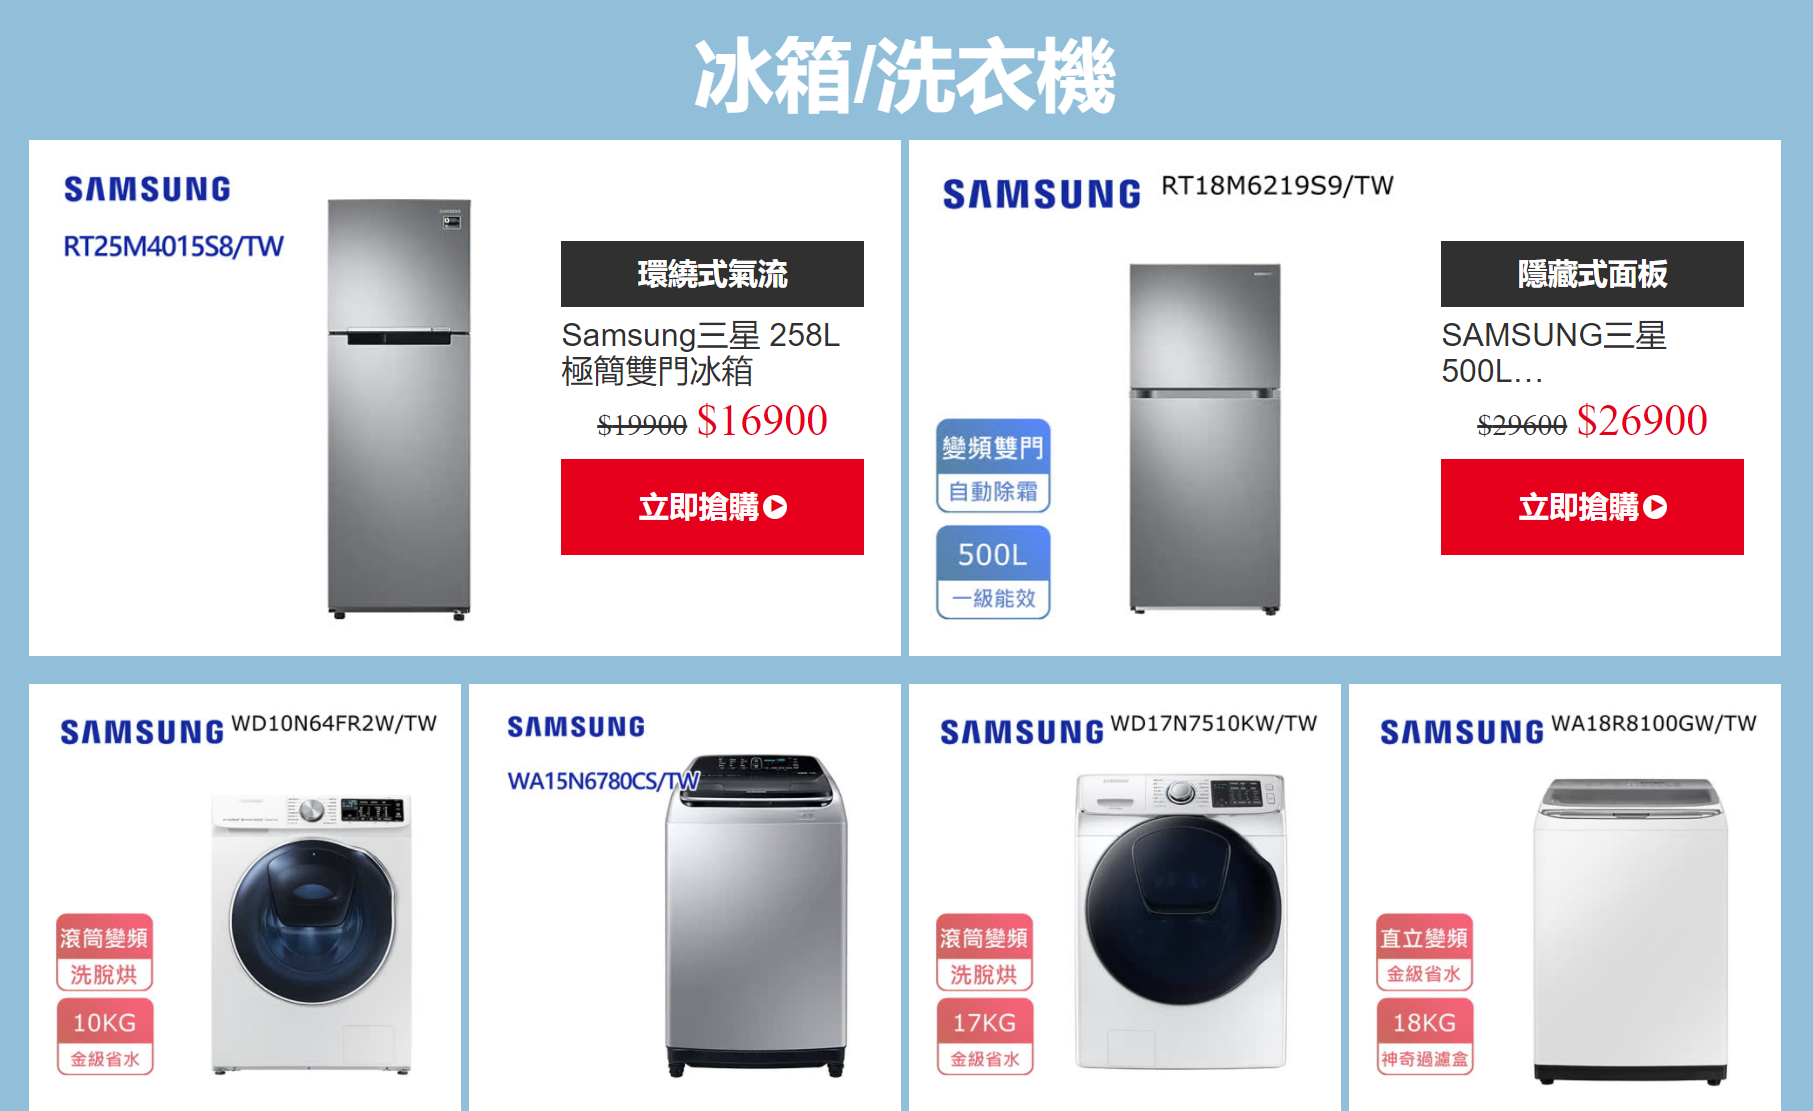 冰箱/洗衣機
SAMSUNG
RT25M4015S8/TW
環繞式氣流
Samsung三星 258L
極簡雙門冰箱
$19900 $16900
立即搶購
SAMSUNG RT18M6219S9/TW
變頻雙門
自動除霜
500L
一級能效
隱藏式面板
SAMSUNG三星
500L…
$29600 $26900
立即搶購
SAMSUNG WD10N64FR2W/TW
滾筒變頻
洗脫烘
10KG
金級省水
SAMSUNG
WA15N6780CS/TW
SAMSUNG WD17N7510KW/TW
滾筒變頻
洗脫烘
17KG
金級省水
SAMSUNG WA18R8100GW/TW
直立變頻
金級省水
18KG
神奇過濾盒